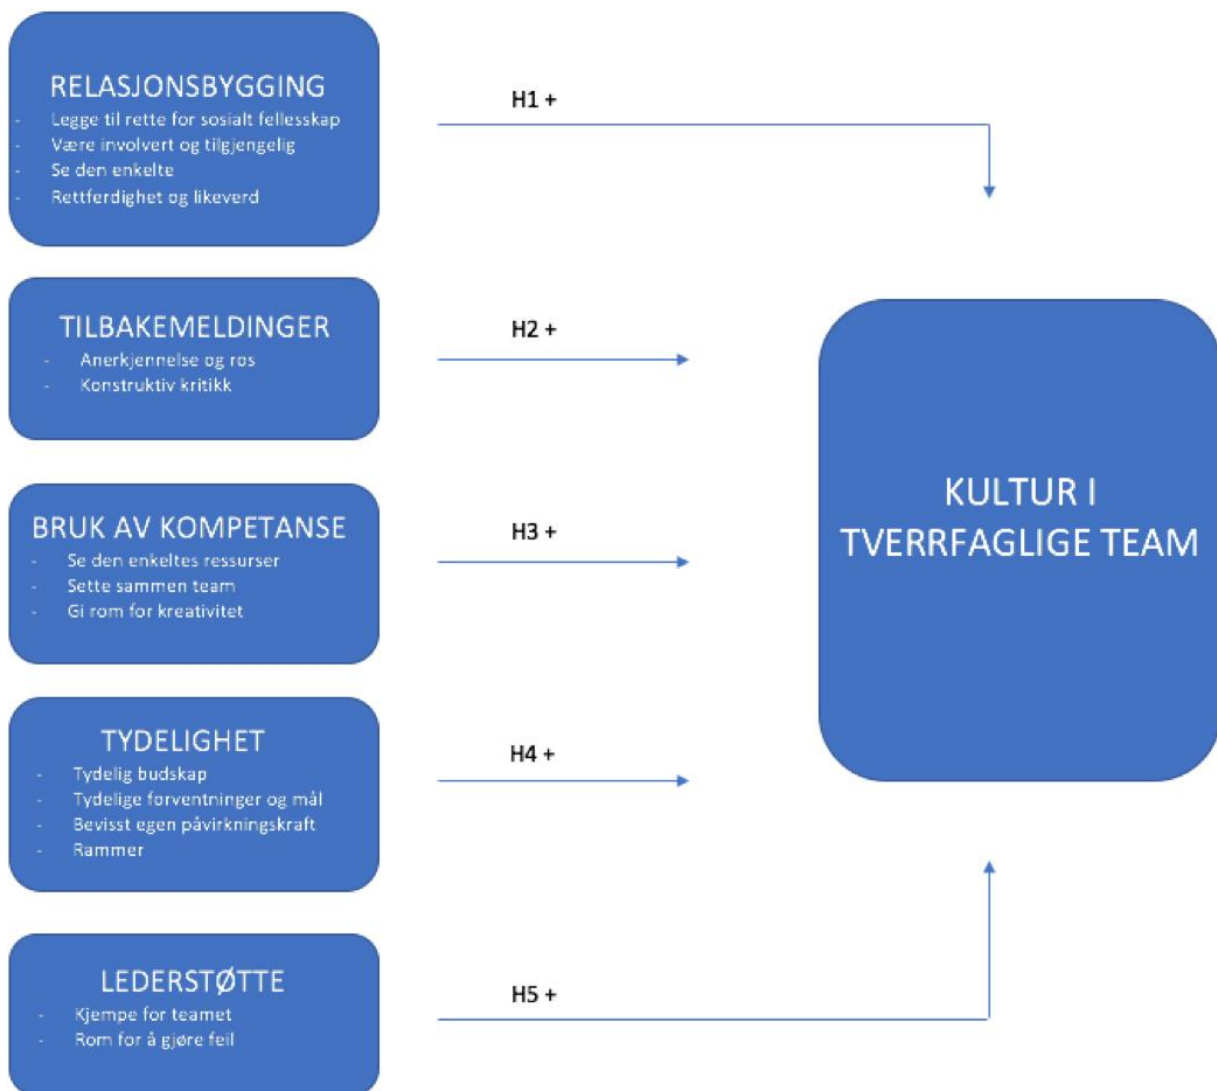 RELASJONSBYGGING
- Legge til rette for sosialt fellesskap
- Være involvert og tilgjengelig
- Se den enkelte
- Rettferdighet og likeverd
H1 +
TILBAKEMELDINGER
- Anerkjennelse og ros
- Konstruktiv kritikk
H2 +
BRUK AV KOMPETANSE
- Se den enkeltes ressurser
- Sette sammen team
- Gi rom for kreativitet
H3 +
KULTUR I
TVERRFAGLIGE TEAM
TYDELIGHET
- Tydelig budskap
- Tydelige forventninger og mål
- Bevisst egen påvirkningskraft
- Rammer
H4 +
LEDERSTØTTE
- Kjempe for teamet
- Rom for å gjøre feil
H5 +